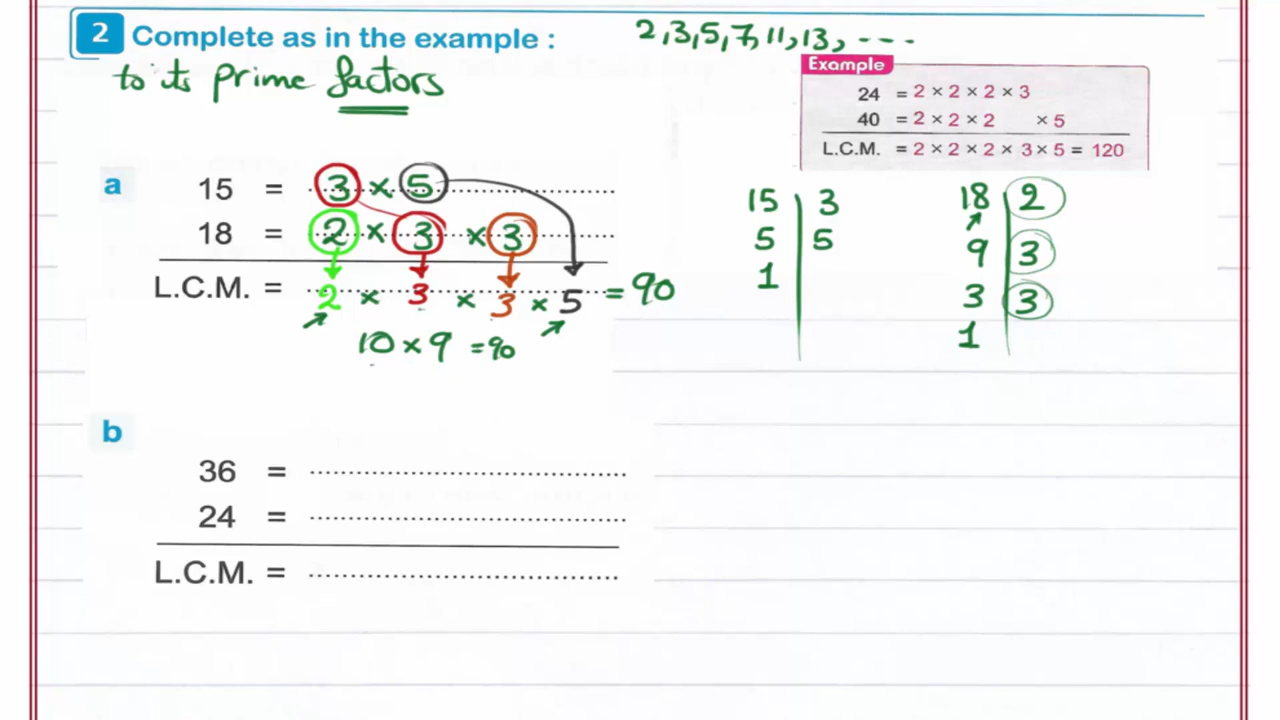 2 Complete as in the example :
2,3,5,7,11,13, ----
to its prime factors
Example
24 = 2 × 2 × 2 × 3
40 = 2 × 2 × 2 × 5
L.C.M. = 2 × 2 × 2 × 3 × 5 = 120
a
15 = 3 × 5
18 = 2 × 3 × 3
L.C.M. = 2 × 3 × 3 × 5 = 90
10 × 9 = 90
15 3
5 5
1
18 2
9 3
3 3
1
b
36 = ..............................
24 = ..............................
L.C.M. = ..............................